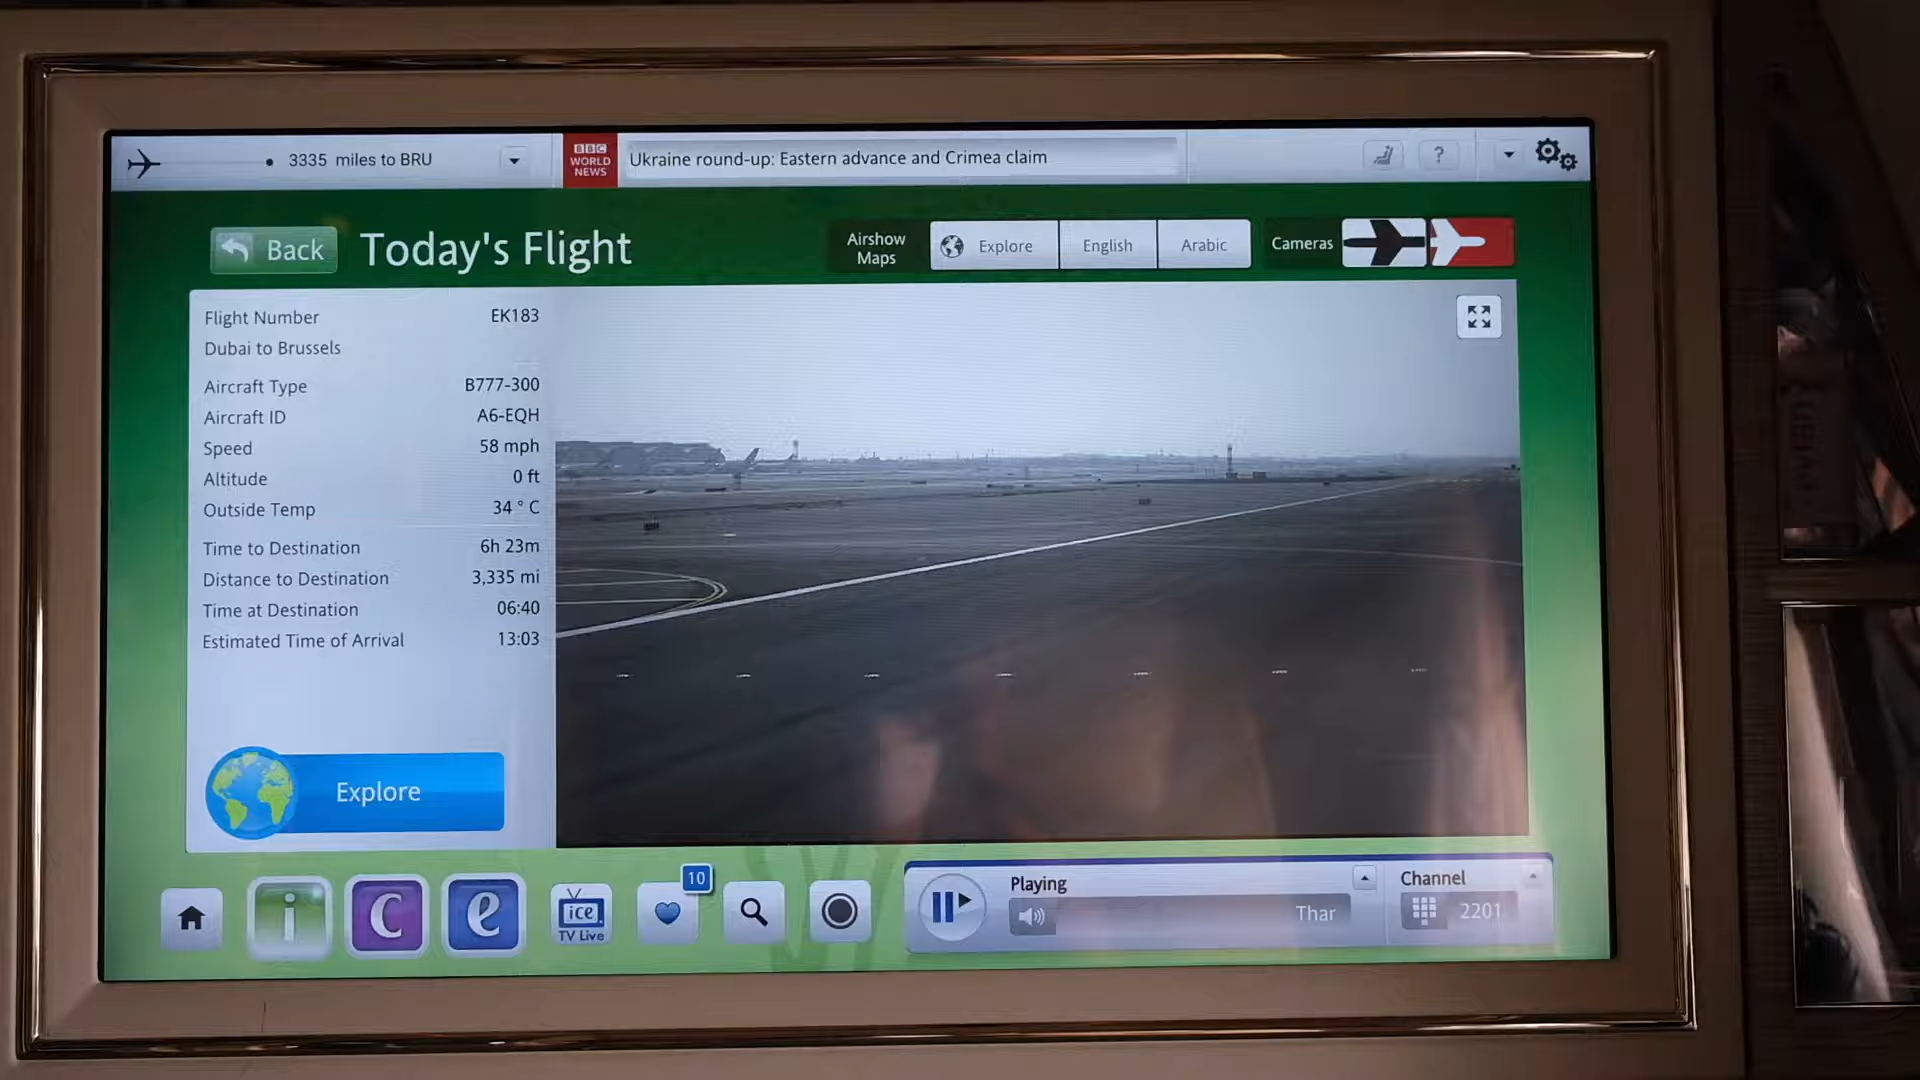 3335 miles to BRU
BBC
WORLD
NEWS
Ukraine round-up: Eastern advance and Crimea claim
?
Back
Today's Flight
Airshow
Maps
Explore
English
Arabic
Cameras
Flight Number EK183
Dubai to Brussels
Aircraft Type B777-300
Aircraft ID A6-EQH
Speed 58 mph
Altitude 0 ft
Outside Temp 34 ° C
Time to Destination 6h 23m
Distance to Destination 3,335 mi
Time at Destination 06:40
Estimated Time of Arrival 13:03
Explore
i
c
e
ice
TV Live
10
Playing
Thar
Channel
2201